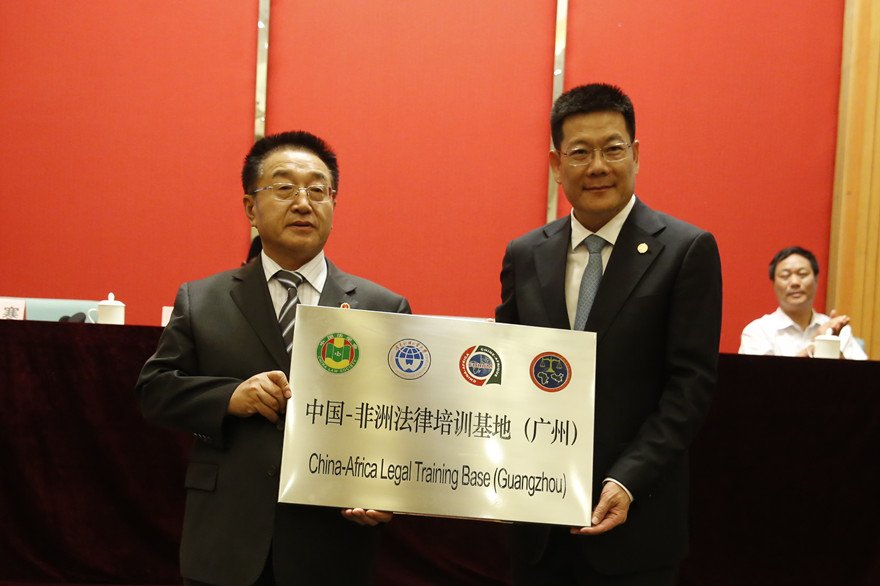 中国-非洲法律培训基地（广州）
China-Africa Legal Training Base (Guangzhou)